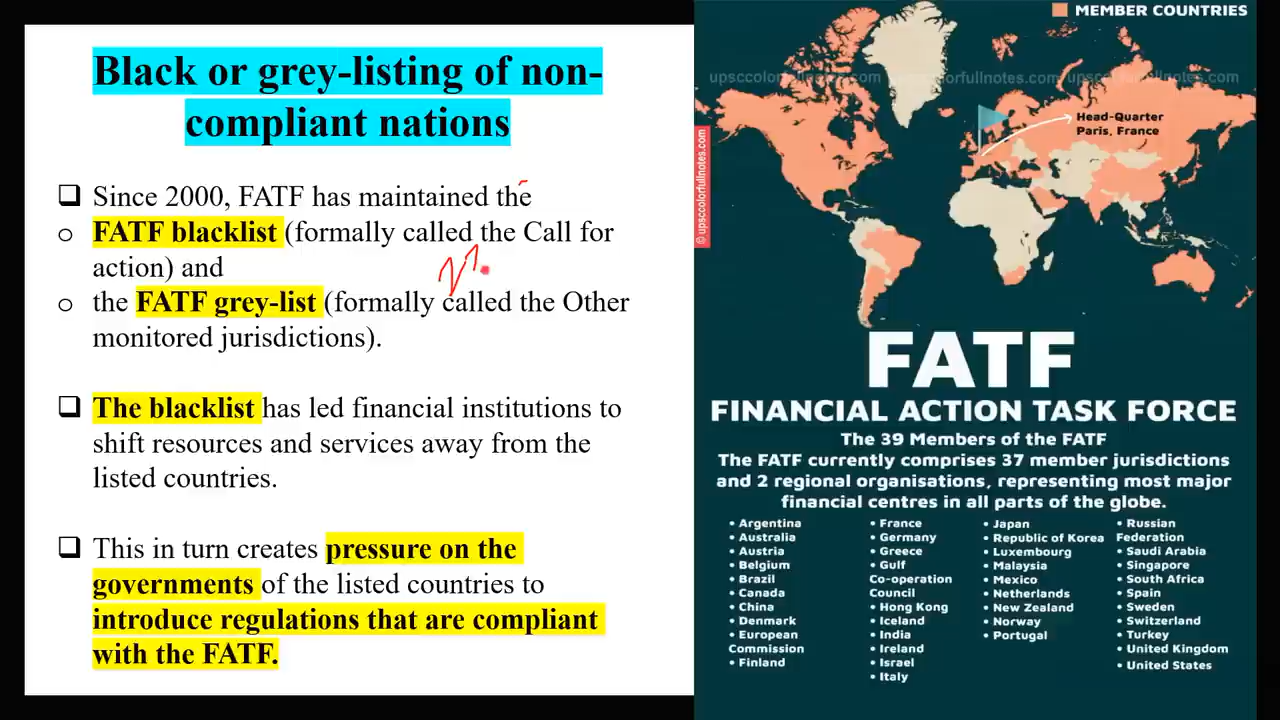 Black or grey-listing of non-
compliant nations
❑ Since 2000, FATF has maintained the
o FATF blacklist (formally called the Call for
action) and
o the FATF grey-list (formally called the Other
monitored jurisdictions).
❑ The blacklist has led financial institutions to
shift resources and services away from the
listed countries.
❑ This in turn creates pressure on the
governments of the listed countries to
introduce regulations that are compliant
with the FATF.
MEMBER COUNTRIES
upsccolorfullnotes.com upsccolorfullnotes.com upsccolorfullnotes.com
Head-Quarter
Paris, France
© upsccolorfullnotes.com
FATF
FINANCIAL ACTION TASK FORCE
The 39 Members of the FATF
The FATF currently comprises 37 member jurisdictions
and 2 regional organisations, representing most major
financial centres in all parts of the globe.
• Argentina
• Australia
• Austria
• Belgium
• Brazil
• Canada
• China
• Denmark
• European
Commission
• Finland
• France
• Germany
• Greece
• Gulf
Co-operation
Council
• Hong Kong
• Iceland
• India
• Ireland
• Israel
• Italy
• Japan
• Republic of Korea
• Luxembourg
• Malaysia
• Mexico
• Netherlands
• New Zealand
• Norway
• Portugal
• Russian
Federation
• Saudi Arabia
• Singapore
• South Africa
• Spain
• Sweden
• Switzerland
• Turkey
• United Kingdom
• United States